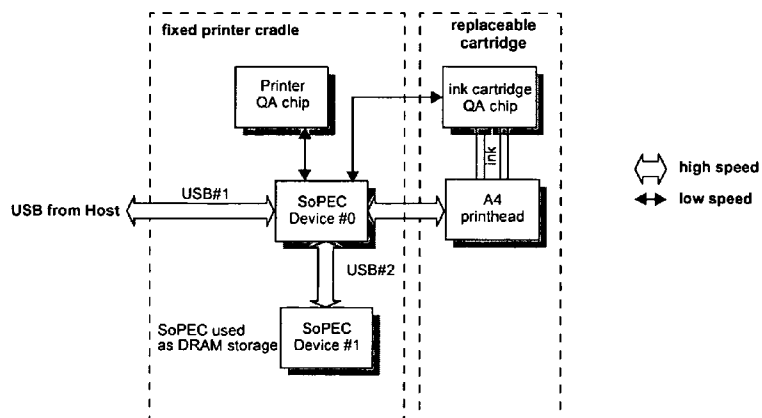 fixed printer cradle
replaceable
cartridge
Printer
QA chip
ink cartridge
QA chip
ink
high speed
low speed
USB from Host
USB#1
SoPEC
Device #0
A4
printhead
USB#2
SoPEC used
as DRAM storage
SoPEC
Device #1